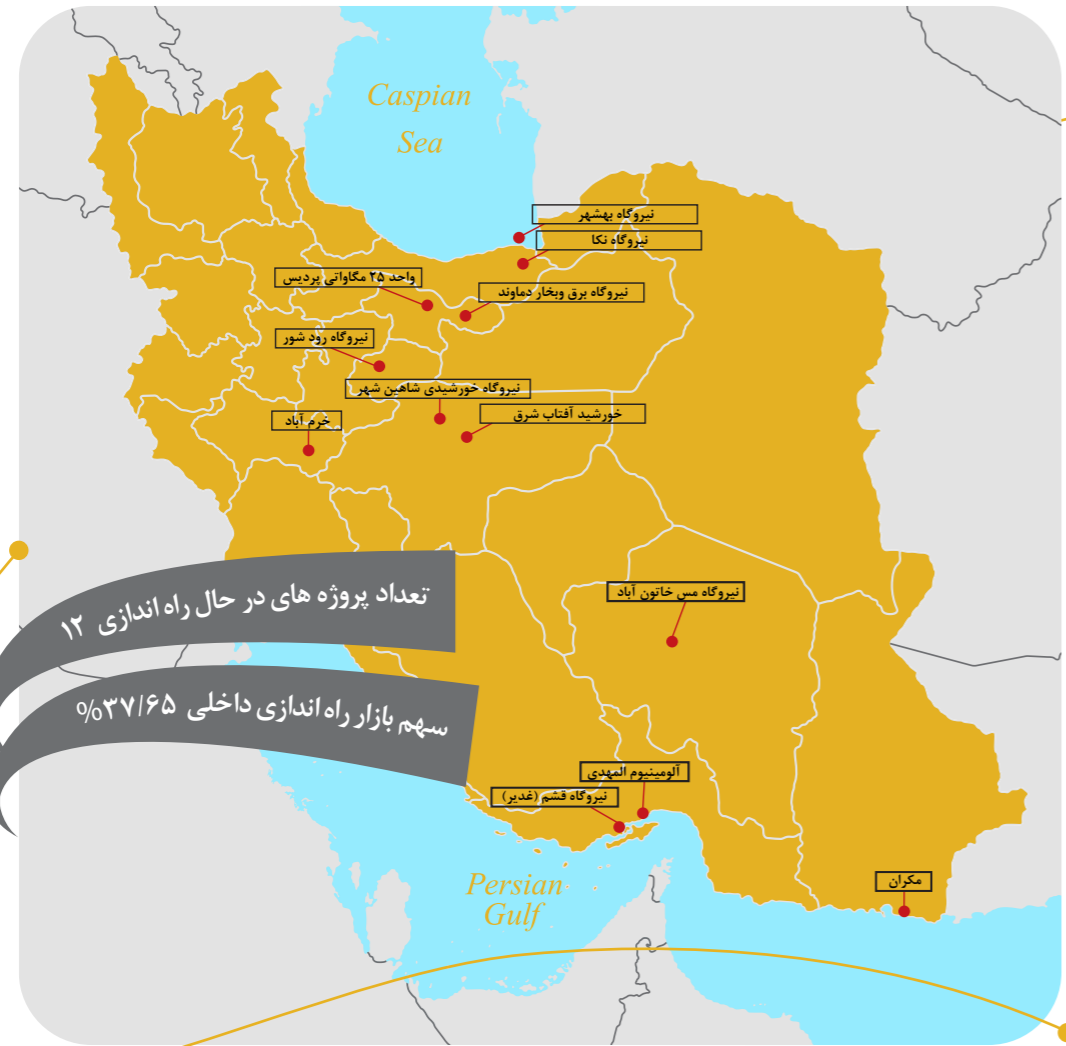 Caspian
Sea
نیروگاه بهشهر
نیروگاه نکا
واحد ۲۵ مگاواتی پردیس
نیروگاه برق وبخار دماوند
نیروگاه رود شور
نیروگاه خورشیدی شاهین شهر
خورشید آفتاب شرق
خرم آباد
تعداد پروژه های در حال راه اندازی ۱۲
نیروگاه مس خاتون آباد
سهم بازار راه اندازی داخلی ۳۷/۶۵%
آلومینیوم المهدی
نیروگاه قشم (غدیر)
مکران
Persian
Gulf